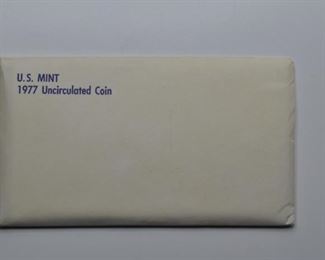 U.S. MINT
1977 Uncirculated Coin